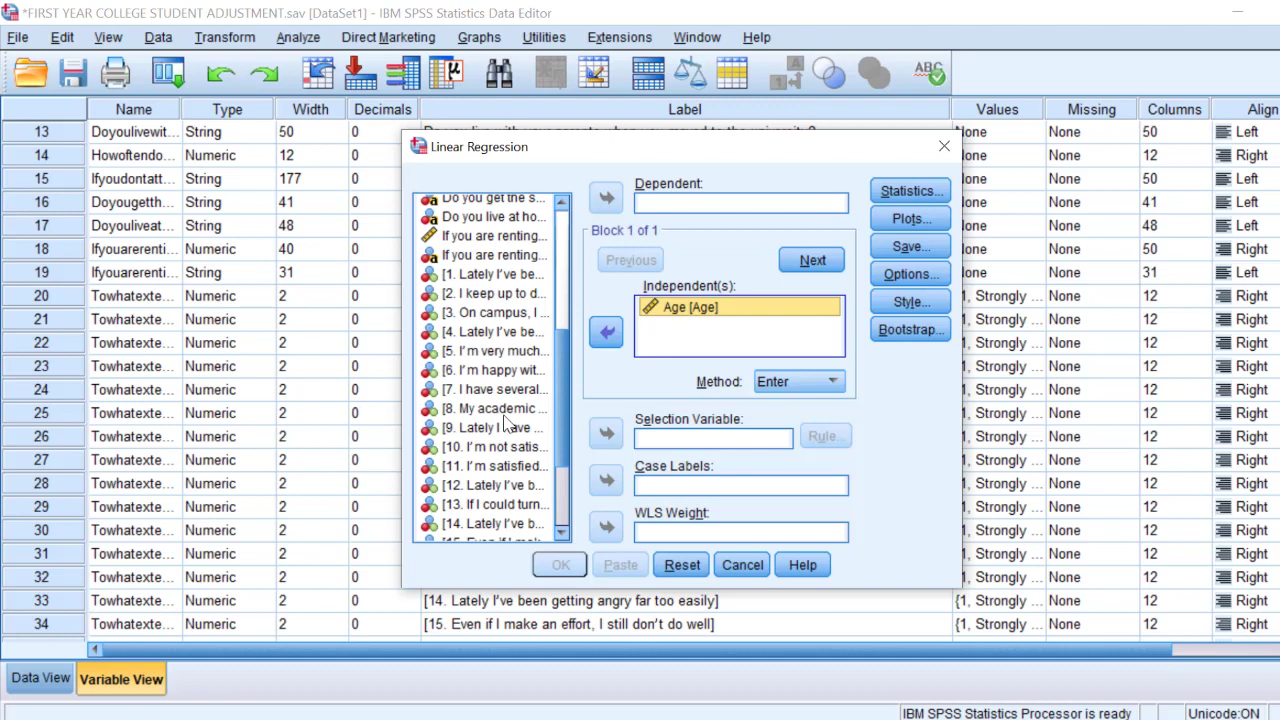 *FIRST YEAR COLLEGE STUDENT ADJUSTMENT.sav [DataSet1] - IBM SPSS Statistics Data Editor
File Edit View Data Transform Analyze Direct Marketing Graphs Utilities Extensions Window Help
Name Type Width Decimals Label Values Missing Columns Align
13 Doyoulivewit... String 50 0 Do you live with your parents when you moved to the university? None None 50 Left
14 Howoftendo... Numeric 12 0 None None 12 Right
15 Ifyoudontatt... String 177 0 None None 50 Left
16 Doyougetth... String 41 0 None None 41 Left
17 Doyouliveat... String 48 0 None None 48 Left
18 Ifyouarerenti... Numeric 40 0 None None 50 Right
19 Ifyouarerenti... String 31 0 None None 31 Left
20 Towhatexte... Numeric 2 0 {1, Strongly ... None 12 Right
21 Towhatexte... Numeric 2 0 {1, Strongly ... None 12 Right
22 Towhatexte... Numeric 2 0 {1, Strongly ... None 12 Right
23 Towhatexte... Numeric 2 0 {1, Strongly ... None 12 Right
24 Towhatexte... Numeric 2 0 {1, Strongly ... None 12 Right
25 Towhatexte... Numeric 2 0 {1, Strongly ... None 12 Right
26 Towhatexte... Numeric 2 0 {1, Strongly ... None 12 Right
27 Towhatexte... Numeric 2 0 {1, Strongly ... None 12 Right
28 Towhatexte... Numeric 2 0 {1, Strongly ... None 12 Right
29 Towhatexte... Numeric 2 0 {1, Strongly ... None 12 Right
30 Towhatexte... Numeric 2 0 {1, Strongly ... None 12 Right
31 Towhatexte... Numeric 2 0 {1, Strongly ... None 12 Right
32 Towhatexte... Numeric 2 0 {1, Strongly ... None 12 Right
33 Towhatexte... Numeric 2 0 [14. Lately I've been getting angry far too easily] {1, Strongly ... None 12 Right
34 Towhatexte... Numeric 2 0 [15. Even if I make an effort, I still don't do well] {1, Strongly ... None 12 Right
Linear Regression
Do you get the s...
Do you live at ho...
If you are renting...
If you are renting...
[1. Lately I've be...
[2. I keep up to d...
[3. On campus, I ...
[4. Lately I've be...
[5. I'm very much...
[6. I'm happy wit...
[7. I have several...
[8. My academic ...
[9. Lately I have ...
[10. I'm not satis...
[11. I'm satisfied...
[12. Lately I've b...
[13. If I could turn...
[14. Lately I've b...
Dependent:
Block 1 of 1
Previous Next
Independent(s):
Age [Age]
Method: Enter
Selection Variable:
Rule...
Case Labels:
WLS Weight:
Statistics...
Plots...
Save...
Options...
Style...
Bootstrap...
OK Paste Reset Cancel Help
Data View Variable View
IBM SPSS Statistics Processor is ready Unicode:ON